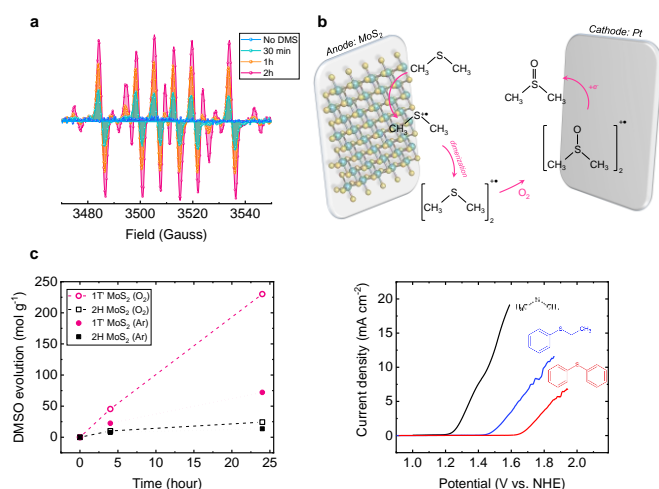 a
No DMS
30 min
1h
2h
3480
3500
3520
3540
Field (Gauss)
b
Anode: MoS2
Cathode: Pt
S
CH3
CH3
S+•
CH3
CH3
dimerization
S
CH3
CH3
2
+•
O2
O
S
CH3
CH3
2
+•
+e-
O
S
CH3
CH3
c
250
225
200
150
100
50
0
1T' MoS2 (O2)
2H MoS2 (O2)
1T' MoS2 (Ar)
2H MoS2 (Ar)
DMSO evolution (mol g-1)
0
5
10
15
20
25
Time (hour)
20
15
10
5
0
Current density (mA cm-2)
H3C
S
CH3
S
CH3
S
1.0
1.2
1.4
1.6
1.8
2.0
Potential (V vs. NHE)